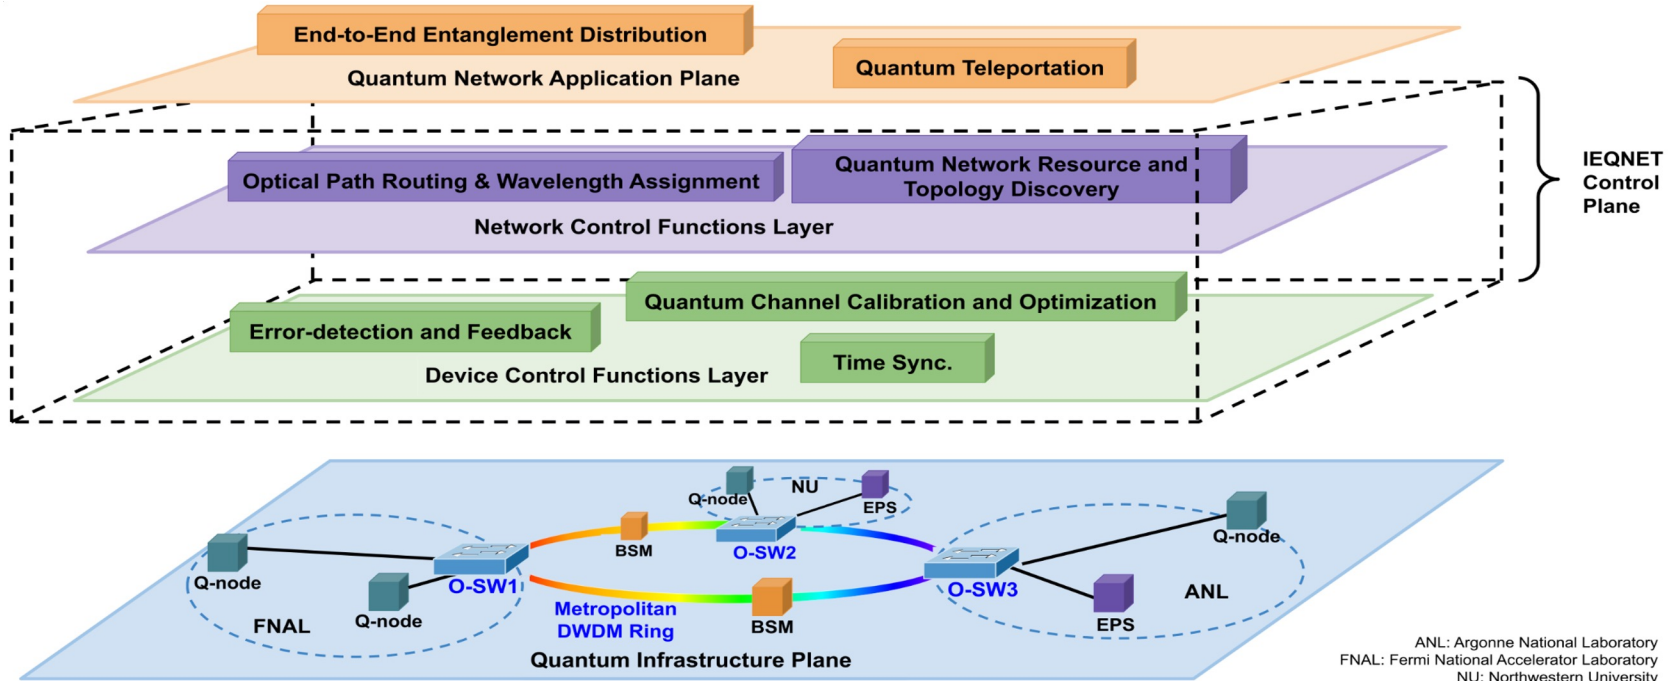 End-to-End Entanglement Distribution
Quantum Network Application Plane
Quantum Teleportation
Optical Path Routing & Wavelength Assignment
Quantum Network Resource and
Topology Discovery
Network Control Functions Layer
IEQNET
Control
Plane
Quantum Channel Calibration and Optimization
Error-detection and Feedback
Time Sync.
Device Control Functions Layer
Q-node
NU
EPS
BSM
O-SW2
Q-node
Q-node
O-SW1
FNAL
Metropolitan
DWDM Ring
BSM
O-SW3
Q-node
EPS
ANL
Quantum Infrastructure Plane
ANL: Argonne National Laboratory
FNAL: Fermi National Accelerator Laboratory
NU: Northwestern University